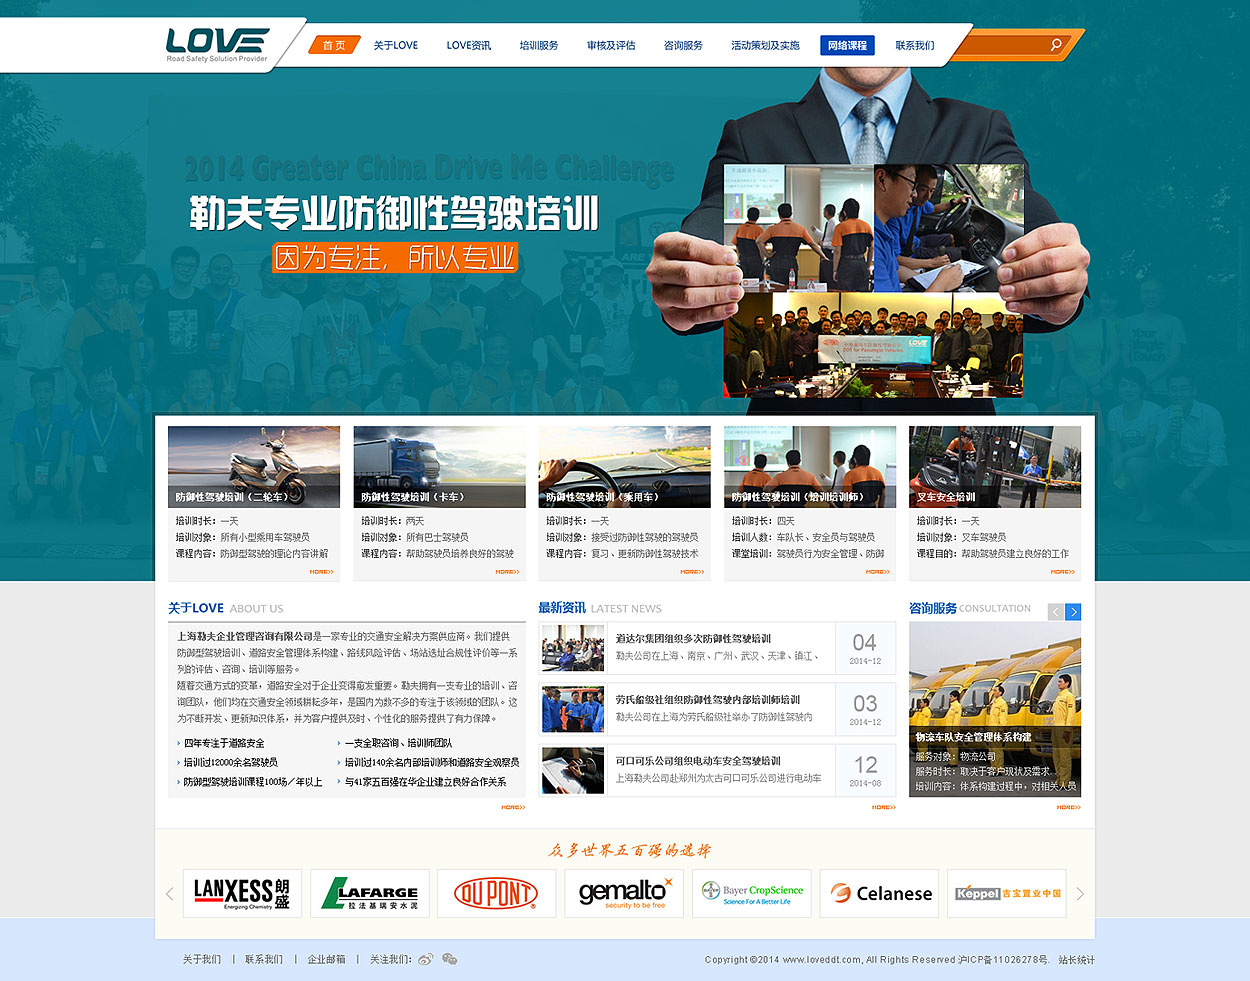 LOVE
Road Safety Solution Provider
首 页
关于LOVE
LOVE资讯
培训服务
审核及评估
咨询服务
活动策划及实施
网络课程
联系我们
2014 Greater China Drive Me Challenge
勒夫专业防御性驾驶培训
因为专注，所以专业
LOVE
DDT for Passenger Vehicles
防御性驾驶培训（二轮车）
培训时长：一天
培训对象：所有小型乘用车驾驶员
课程内容：防御型驾驶的理论内容讲解
MORE>>
防御性驾驶培训（卡车）
培训时长：两天
培训对象：所有巴士驾驶员
课程内容：帮助驾驶员培养良好的驾驶
MORE>>
防御性驾驶培训（乘用车）
培训时长：一天
培训对象：接受过防御性驾驶的驾驶员
课程内容：复习、更新防御性驾驶技术
MORE>>
防御性驾驶培训（培训培训师）
培训时长：四天
培训人数：车队长、安全员与驾驶员
课堂培训：驾驶员行为安全管理、防御
MORE>>
叉车安全培训
培训时长：一天
培训对象：叉车驾驶员
课程目的：帮助驾驶员建立良好的工作
MORE>>
关于LOVE ABOUT US
上海勒夫企业管理咨询有限公司是一家专业的交通安全解决方案供应商。我们提供
防御型驾驶培训、道路安全管理体系构建、路线风险评估、场站选址合规性评价等一系
列的评估、咨询、培训等服务。
随着交通方式的变革，道路安全对于企业变得愈发重要。勒夫拥有一支专业的培训、咨
询团队，他们均在交通安全领域耕耘多年，是国内为数不多的专注于该领域的团队。这
为不断开发、更新知识体系，并为客户提供及时、个性化的服务提供了有力保障。
四年专注于道路安全
一支全职咨询、培训师团队
培训过12000余名驾驶员
培训过140余名内部培训师和道路安全观察员
防御型驾驶培训课程100场／年以上
与41家五百强在华企业建立良好合作关系
MORE>>
最新资讯 LATEST NEWS
道达尔集团组织多次防御性驾驶培训
勒夫公司在上海、南京、广州、武汉、天津、镇江、
04
2014-12
劳氏船级社组织防御性驾驶内部培训师培训
勒夫公司在上海为劳氏船级社举办了防御性驾驶内
03
2014-12
可口可乐公司组织电动车安全驾驶培训
上海勒夫公司赴郑州为太古可口可乐公司进行电动车
12
2014-08
MORE>>
咨询服务 CONSULTATION
物流车队安全管理体系构建
服务对象：物流公司
服务时长：取决于客户现状及需求...
培训内容：体系构建过程中，对相关人员
MORE>>
众多世界五百强的选择
LANXESS 朗盛
Energizing Chemistry
LAFARGE
拉法基瑞安水泥
DU PONT
gemalto
security to be free
Bayer CropScience
Science For A Better Life
Celanese
Keppel 吉宝置业中国
关于我们 | 联系我们 | 企业邮箱 | 关注我们:
Copyright ©2014 www.loveddt.com, All Rights Reserved 沪ICP备11026278号. 站长统计